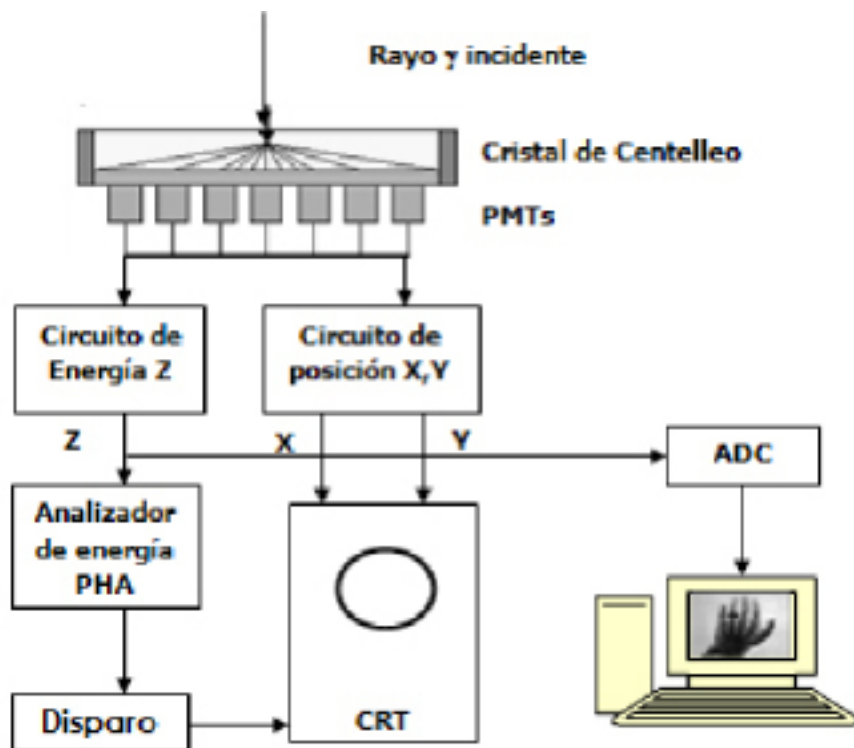 Rayo γ incidente
Cristal de Centelleo
PMTs
Circuito de
Energía Z
Circuito de
posición X,Y
Z
X
Y
ADC
Analizador
de energía
PHA
Disparo
CRT